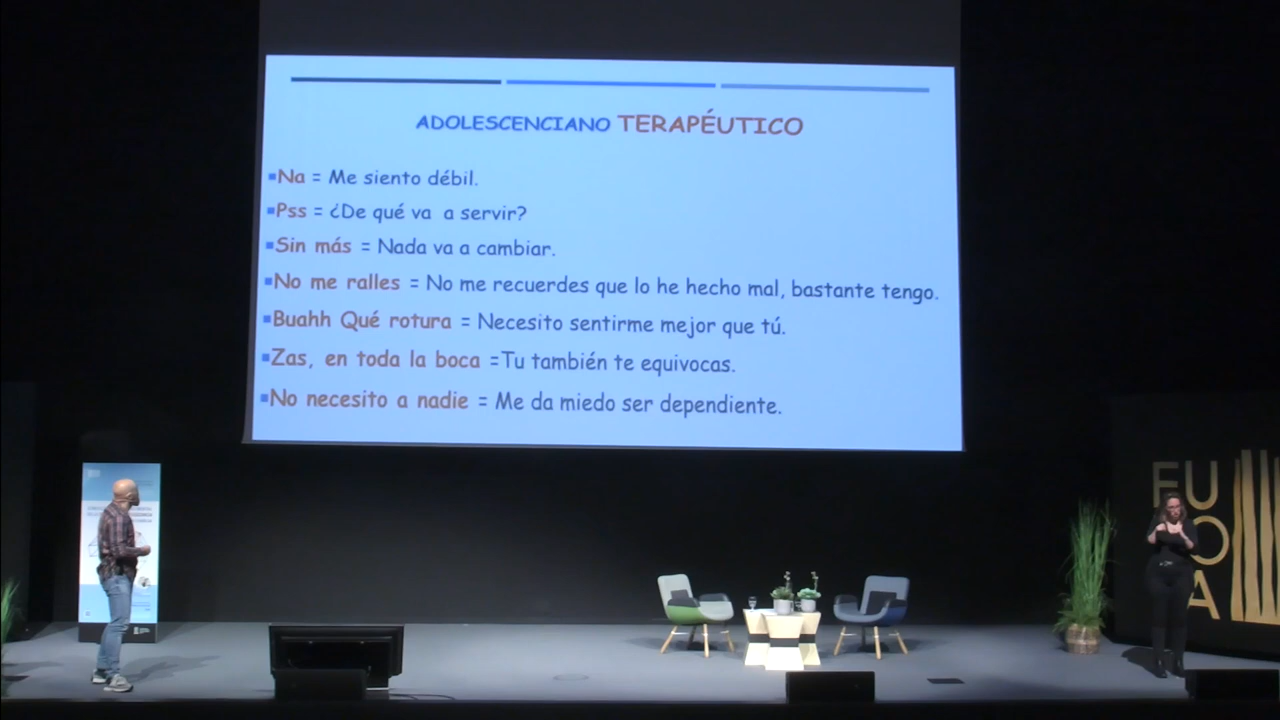 ADOLESCENCIANO TERAPÉUTICO
Na = Me siento débil.
Pss = ¿De qué va a servir?
Sin más = Nada va a cambiar.
No me ralles = No me recuerdes que lo he hecho mal, bastante tengo.
Buahh Qué rotura = Necesito sentirme mejor que tú.
Zas, en toda la boca =Tu también te equivocas.
No necesito a nadie = Me da miedo ser dependiente.